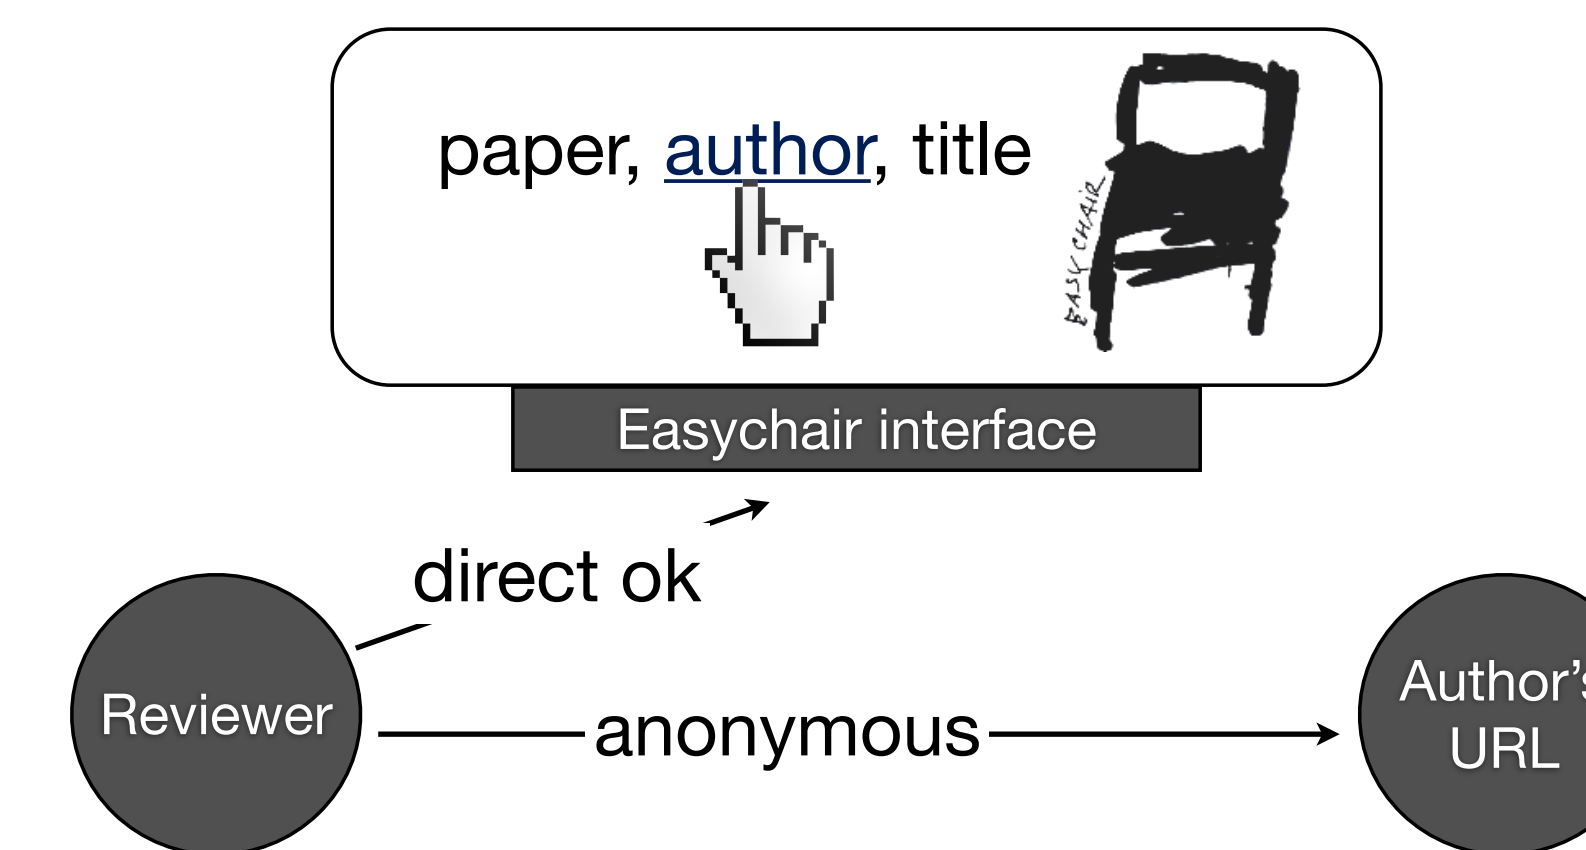 paper, author, title
EASY CHAIR
Easychair interface
direct ok
Reviewer
anonymous
Author's
URL